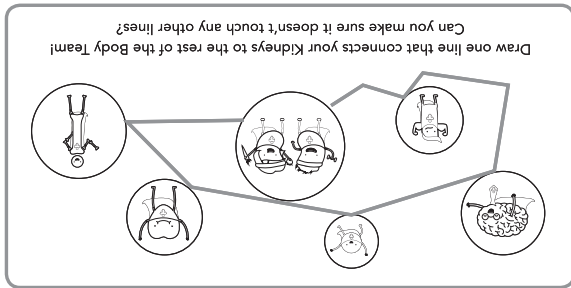 Draw one line that connects your Kidneys to the rest of the Body Team!
Can you make sure it doesn't touch any other lines?